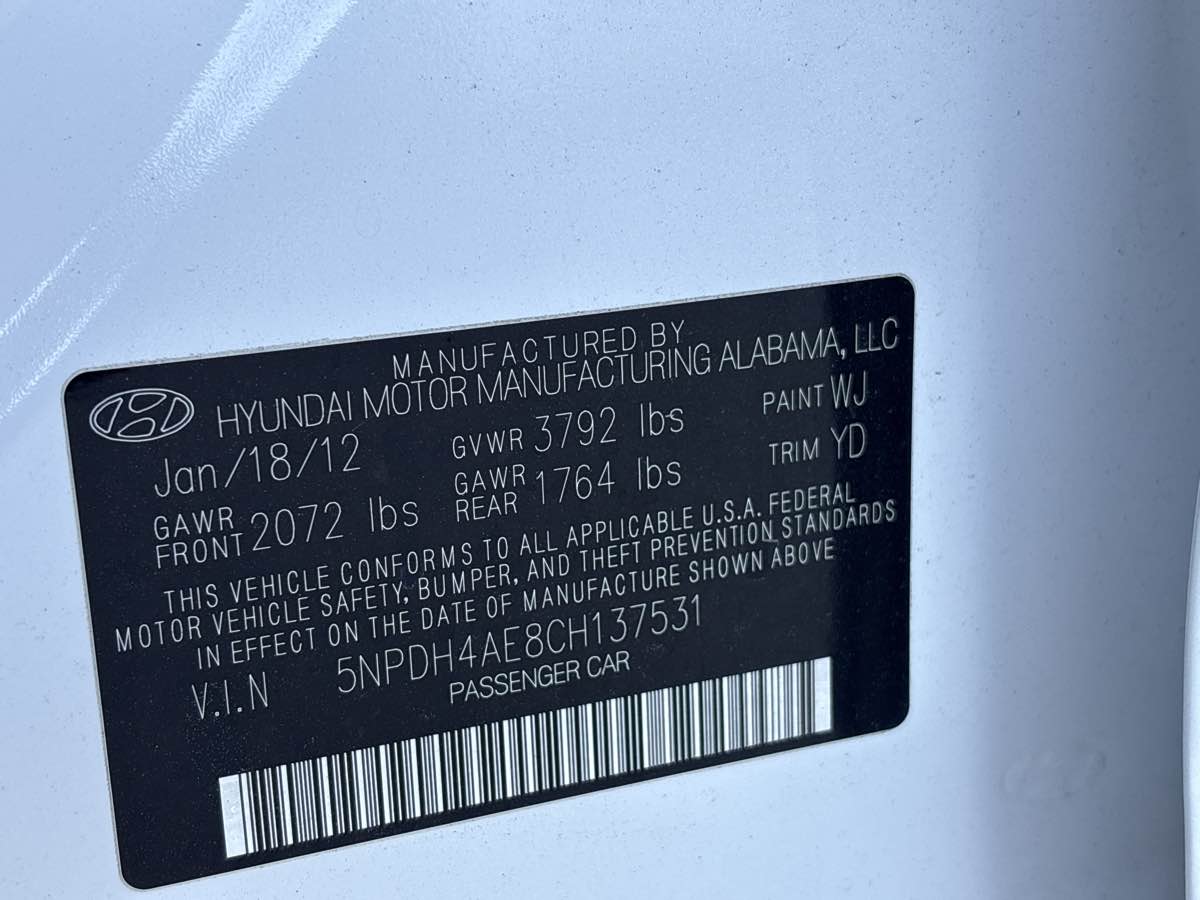 MANUFACTURED BY
HYUNDAI MOTOR MANUFACTURING ALABAMA, LLC
Jan/18/12 GVWR 3792 lbs PAINT WJ
GAWR FRONT 2072 lbs GAWR REAR 1764 lbs TRIM YD
THIS VEHICLE CONFORMS TO ALL APPLICABLE U.S.A. FEDERAL
MOTOR VEHICLE SAFETY, BUMPER, AND THEFT PREVENTION STANDARDS
IN EFFECT ON THE DATE OF MANUFACTURE SHOWN ABOVE
V.I.N 5NPDH4AE8CH137531
PASSENGER CAR